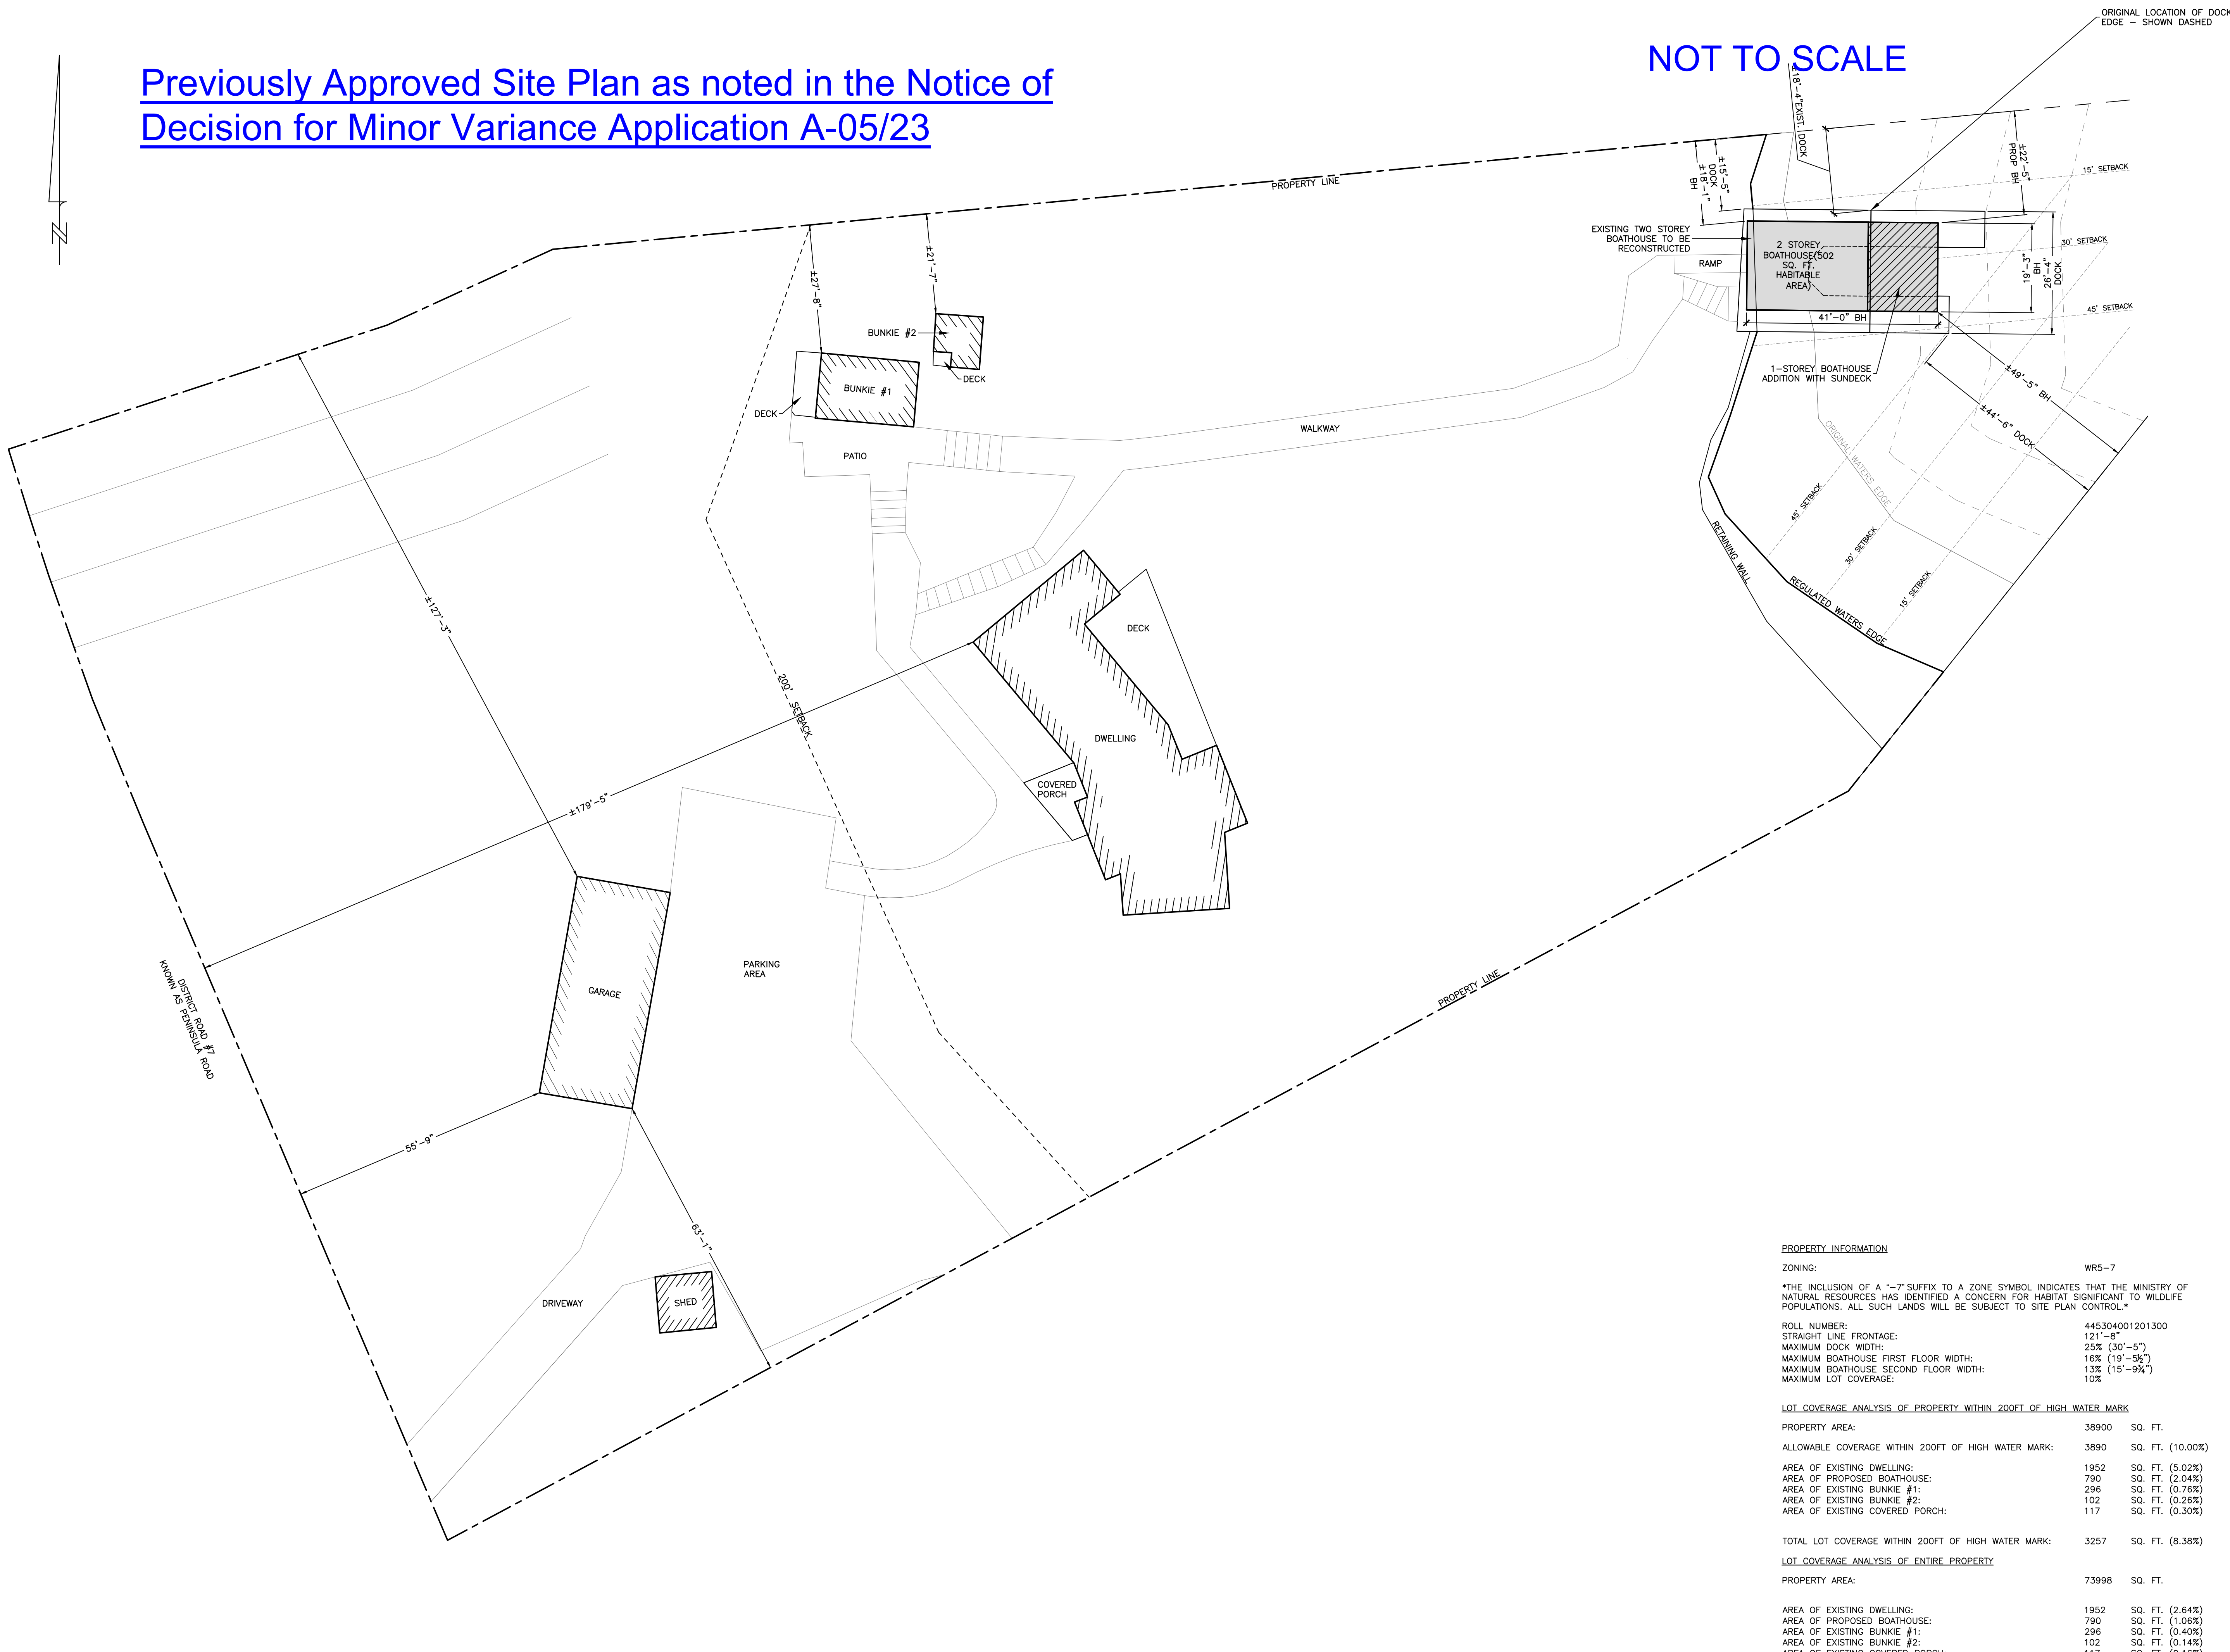 Previously Approved Site Plan as noted in the Notice of
Decision for Minor Variance Application A-05/23
NOT TO SCALE
ORIGINAL LOCATION OF DOCK
EDGE – SHOWN DASHED
N
±18'-4" EXIST. DOCK
±22'-5"
PROP BH
15' SETBACK
30' SETBACK
45' SETBACK
PROPERTY LINE
±15'-5"
DOCK
±18'-1"
BH
EXISTING TWO STOREY
BOATHOUSE TO BE
RECONSTRUCTED
2 STOREY
BOATHOUSE(502
SQ. FT.
HABITABLE
AREA)
RAMP
19'-3"
BH
26'-4"
DOCK
41'-0" BH
1-STOREY BOATHOUSE
ADDITION WITH SUNDECK
±49'-5" BH
±44'-6" DOCK
ORIGINAL WATERS EDGE
45' SETBACK
30' SETBACK
15' SETBACK
RETAINING WALL
REGULATED WATERS EDGE
±27'-8"
±21'-7"
BUNKIE #2
DECK
BUNKIE #1
DECK
PATIO
WALKWAY
±127'-3"
200' SETBACK
DECK
DWELLING
COVERED
PORCH
±179'-5"
PARKING
AREA
GARAGE
DISTRICT ROAD #7
KNOWN AS PENINSULA ROAD
PROPERTY LINE
55'-9"
63'-1"
SHED
DRIVEWAY
PROPERTY INFORMATION
ZONING: WR5-7
*THE INCLUSION OF A "-7" SUFFIX TO A ZONE SYMBOL INDICATES THAT THE MINISTRY OF
NATURAL RESOURCES HAS IDENTIFIED A CONCERN FOR HABITAT SIGNIFICANT TO WILDLIFE
POPULATIONS. ALL SUCH LANDS WILL BE SUBJECT TO SITE PLAN CONTROL.*
ROLL NUMBER: 445304001201300
STRAIGHT LINE FRONTAGE: 121'-8"
MAXIMUM DOCK WIDTH: 25% (30'-5")
MAXIMUM BOATHOUSE FIRST FLOOR WIDTH: 16% (19'-5½")
MAXIMUM BOATHOUSE SECOND FLOOR WIDTH: 13% (15'-9¾")
MAXIMUM LOT COVERAGE: 10%
LOT COVERAGE ANALYSIS OF PROPERTY WITHIN 200FT OF HIGH WATER MARK
PROPERTY AREA: 38900 SQ. FT.
ALLOWABLE COVERAGE WITHIN 200FT OF HIGH WATER MARK: 3890 SQ. FT. (10.00%)
AREA OF EXISTING DWELLING: 1952 SQ. FT. (5.02%)
AREA OF PROPOSED BOATHOUSE: 790 SQ. FT. (2.04%)
AREA OF EXISTING BUNKIE #1: 296 SQ. FT. (0.76%)
AREA OF EXISTING BUNKIE #2: 102 SQ. FT. (0.26%)
AREA OF EXISTING COVERED PORCH: 117 SQ. FT. (0.30%)
TOTAL LOT COVERAGE WITHIN 200FT OF HIGH WATER MARK: 3257 SQ. FT. (8.38%)
LOT COVERAGE ANALYSIS OF ENTIRE PROPERTY
PROPERTY AREA: 73998 SQ. FT.
AREA OF EXISTING DWELLING: 1952 SQ. FT. (2.64%)
AREA OF PROPOSED BOATHOUSE: 790 SQ. FT. (1.06%)
AREA OF EXISTING BUNKIE #1: 296 SQ. FT. (0.40%)
AREA OF EXISTING BUNKIE #2: 102 SQ. FT. (0.14%)